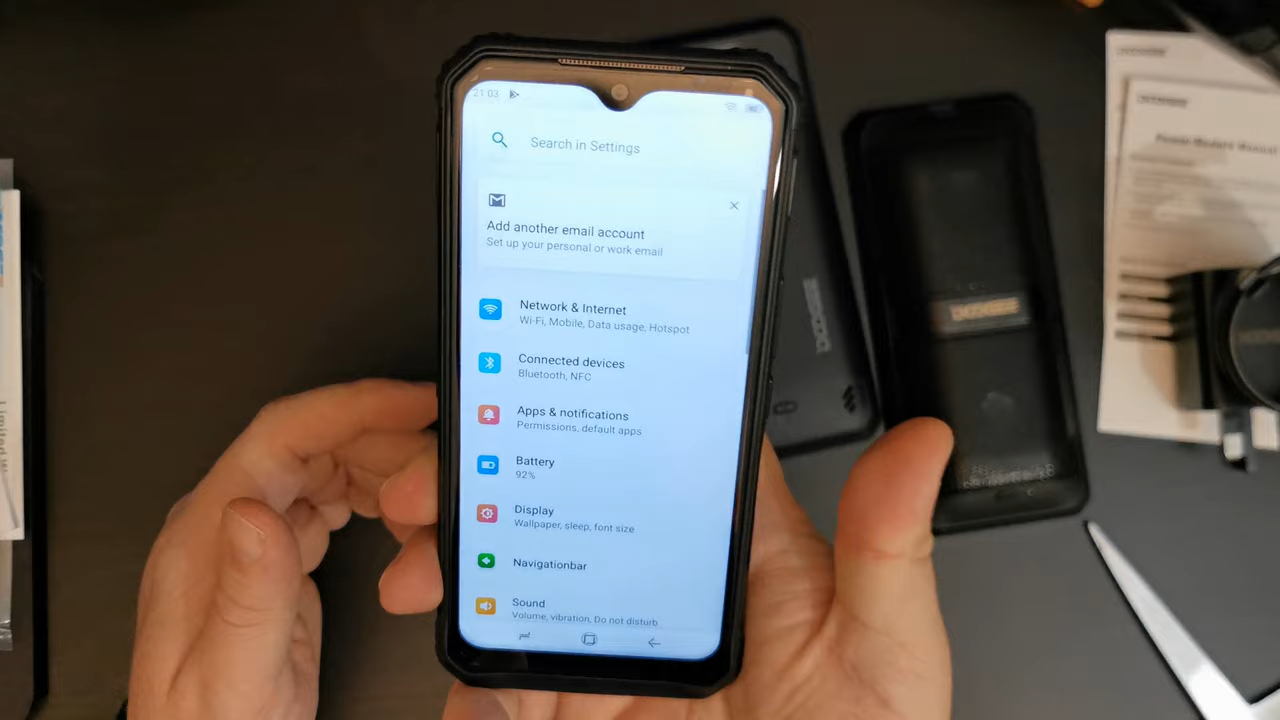 21:03
Search in Settings
Add another email account
Set up your personal or work email
Network & Internet
Wi-Fi, Mobile, Data usage, Hotspot
Connected devices
Bluetooth, NFC
Apps & notifications
Permissions, default apps
Battery
92%
Display
Wallpaper, sleep, font size
Navigationbar
Sound
Volume, vibration, Do not disturb
DOOGEE
DOOGEE